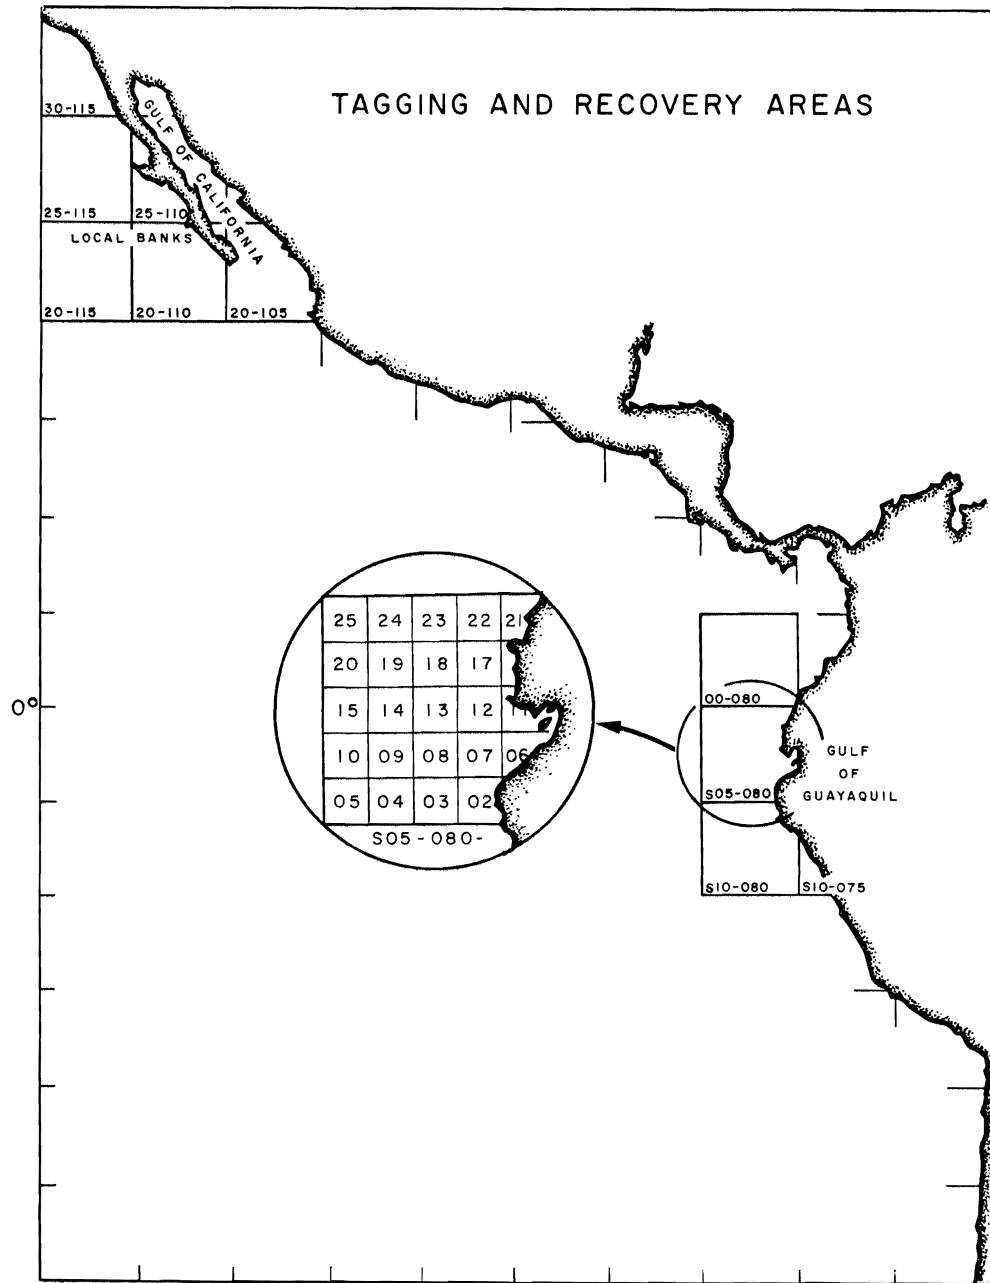 TAGGING AND RECOVERY AREAS
30-115
GULF OF CALIFORNIA
25-115
25-110
LOCAL BANKS
20-115
20-110
20-105
25 24 23 22 21
20 19 18 17
15 14 13 12
10 09 08 07 06
05 04 03 02
S05-080-
0°
00-080
GULF
OF
GUAYAQUIL
S05-080
S10-080
S10-075